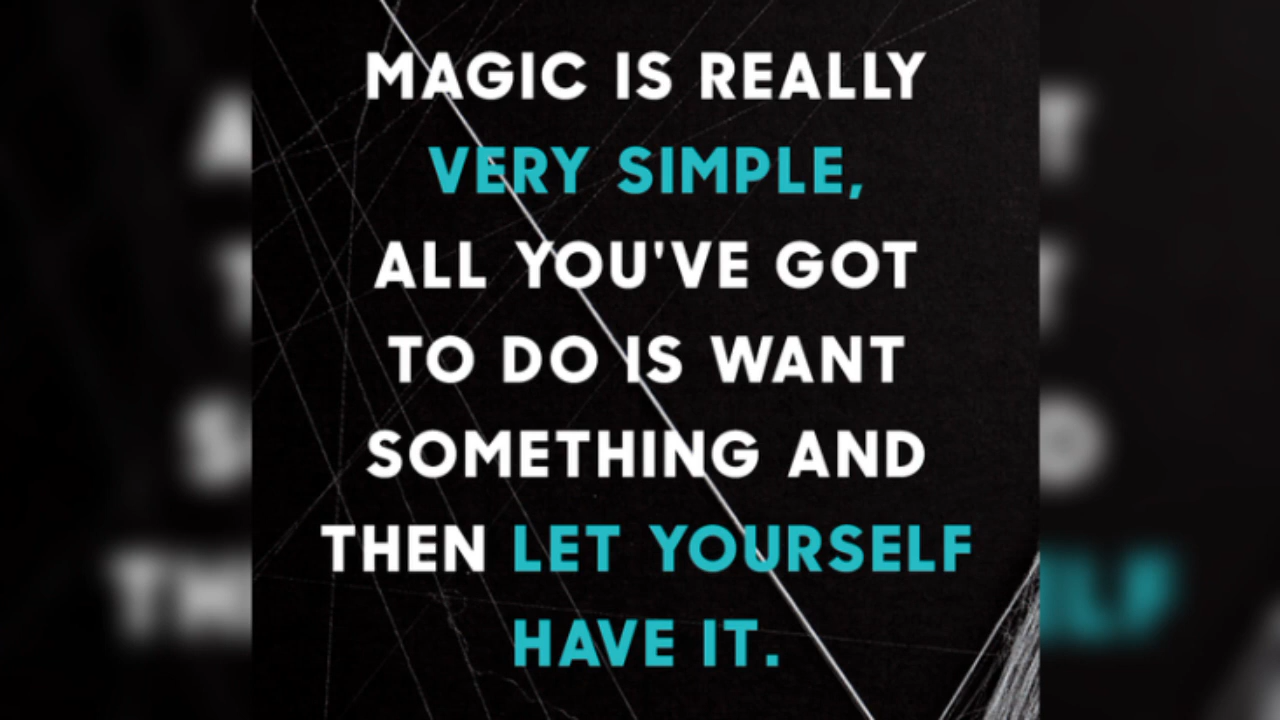 MAGIC IS REALLY
VERY SIMPLE,
ALL YOU'VE GOT
TO DO IS WANT
SOMETHING AND
THEN LET YOURSELF
HAVE IT.